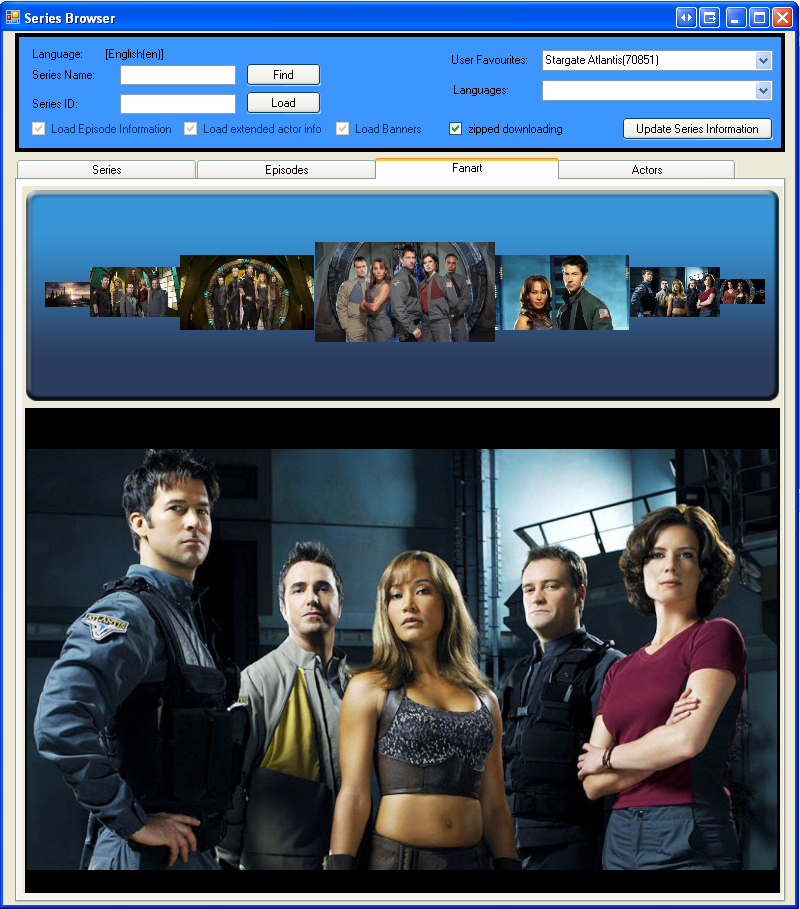 Series Browser
Language: [English(en)]
User Favourites: Stargate Atlantis(70851)
Series Name: Find
Languages:
Series ID: Load
Load Episode Information Load extended actor info Load Banners zipped downloading Update Series Information
Series Episodes Fanart Actors
ATLANTIS